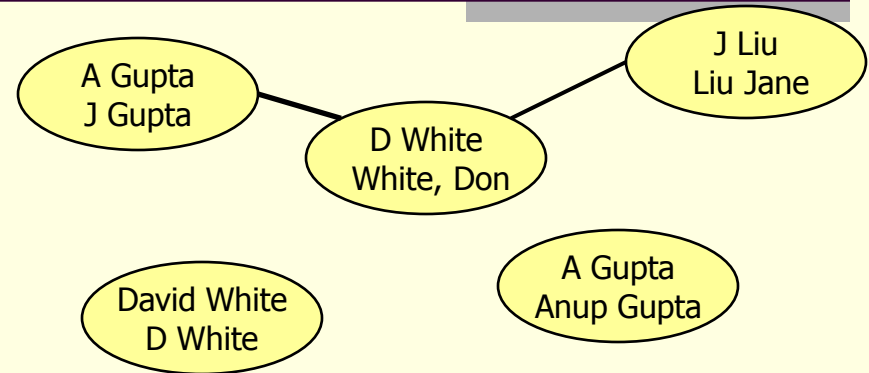 A Gupta
J Gupta
J Liu
Liu Jane
D White
White, Don
David White
D White
A Gupta
Anup Gupta